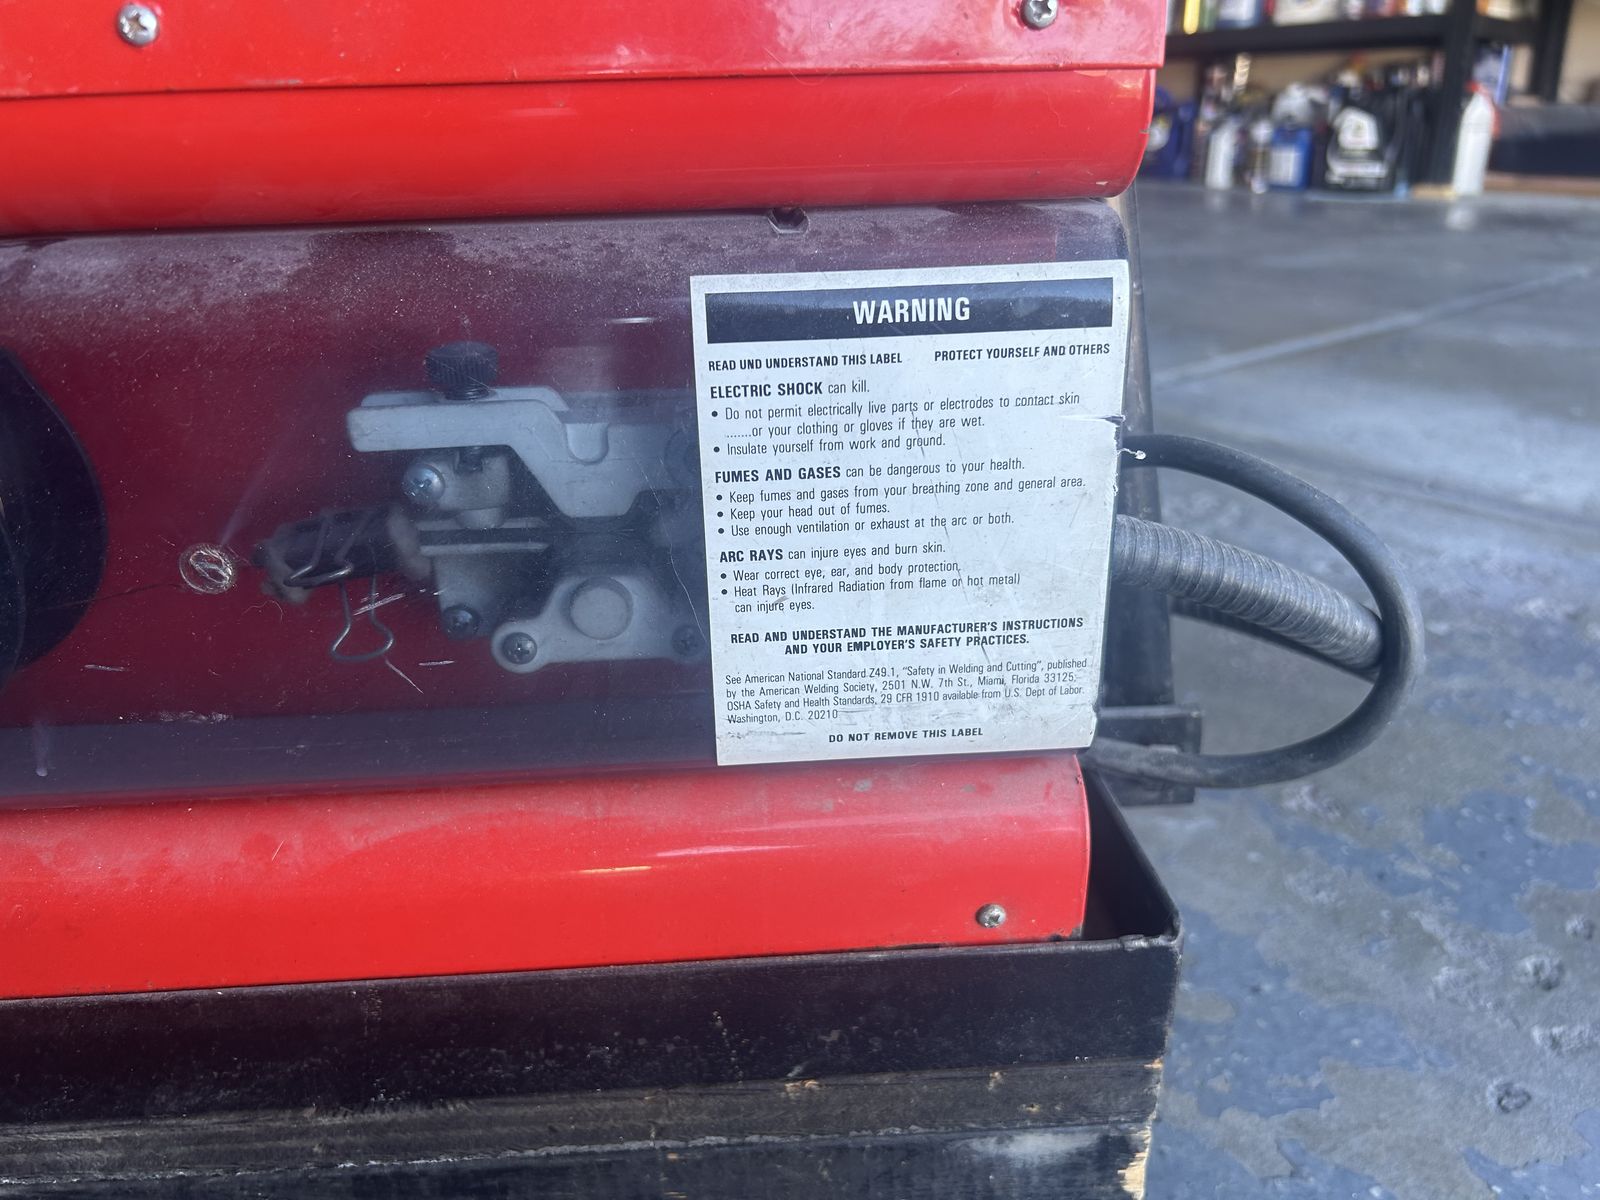 WARNING
READ UND UNDERSTAND THIS LABEL PROTECT YOURSELF AND OTHERS
ELECTRIC SHOCK can kill.
• Do not permit electrically live parts or electrodes to contact skin
.......or your clothing or gloves if they are wet.
• Insulate yourself from work and ground.
FUMES AND GASES can be dangerous to your health.
• Keep fumes and gases from your breathing zone and general area.
• Keep your head out of fumes.
• Use enough ventilation or exhaust at the arc or both.
ARC RAYS can injure eyes and burn skin.
• Wear correct eye, ear, and body protection.
• Heat Rays (Infrared Radiation from flame or hot metal)
can injure eyes.
READ AND UNDERSTAND THE MANUFACTURER'S INSTRUCTIONS
AND YOUR EMPLOYER'S SAFETY PRACTICES.
See American National Standard Z49.1, "Safety in Welding and Cutting", published
by the American Welding Society, 2501 N.W. 7th St., Miami, Florida 33125:
OSHA Safety and Health Standards, 29 CFR 1910 available from U.S. Dept of Labor.
Washington, D.C. 20210
DO NOT REMOVE THIS LABEL